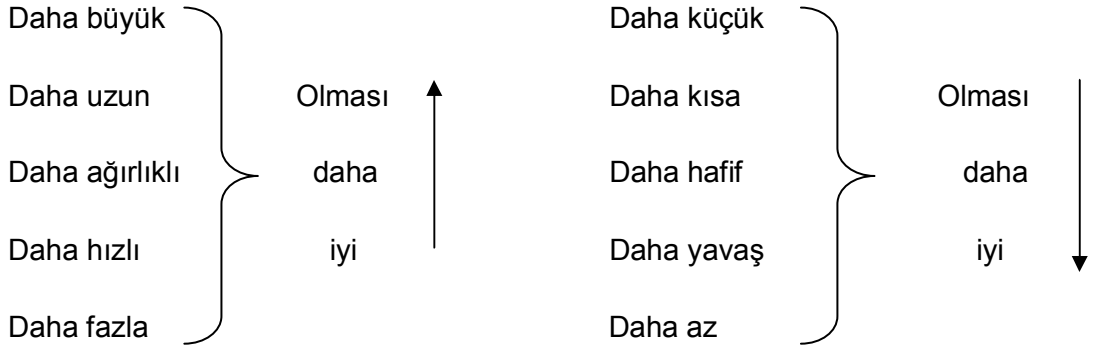 Daha büyük
Daha uzun
Daha ağırlıklı
Daha hızlı
Daha fazla
Olması
daha
iyi
Daha küçük
Daha kısa
Daha hafif
Daha yavaş
Daha az
Olması
daha
iyi